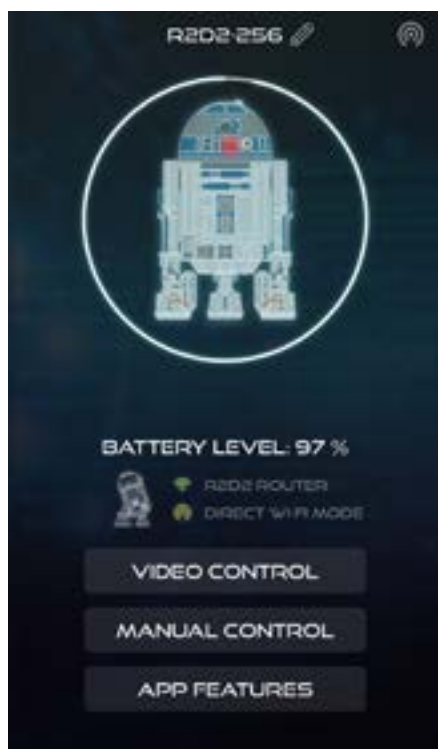 R2D2-256
BATTERY LEVEL: 97 %
R2D2 ROUTER
DIRECT WI FI MODE
VIDEO CONTROL
MANUAL CONTROL
APP FEATURES